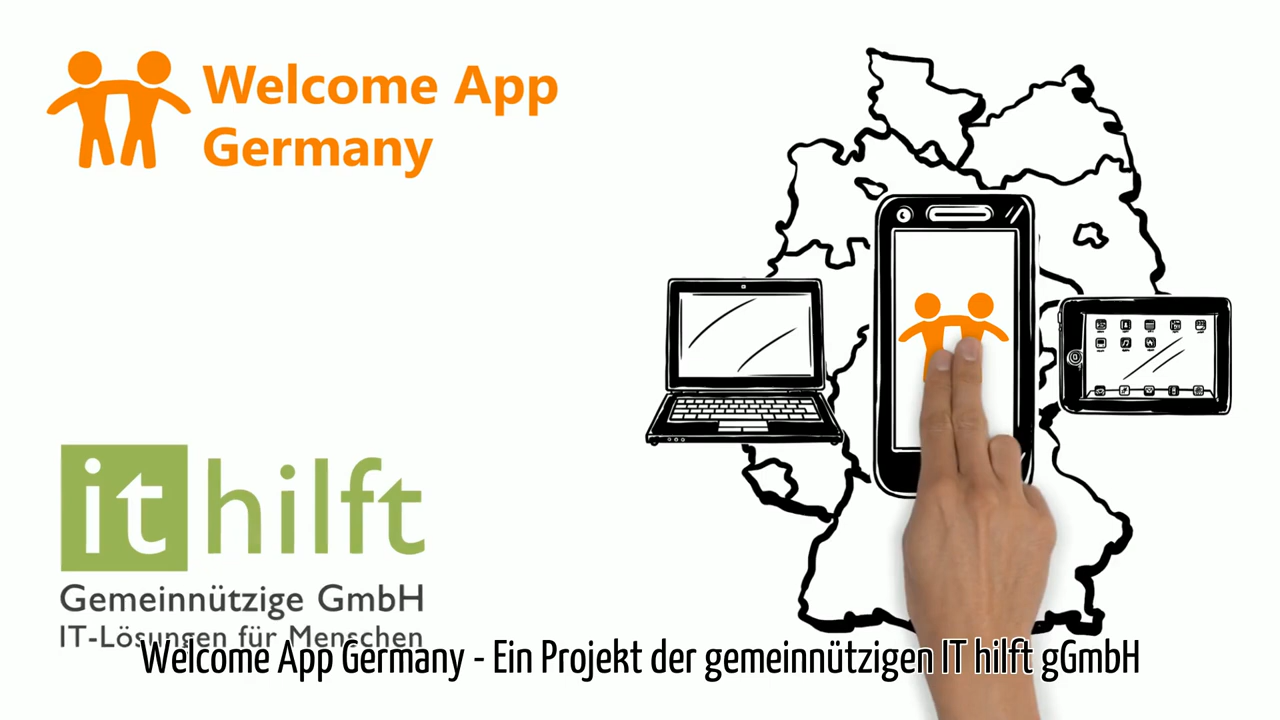 Welcome App
Germany
it hilft
Gemeinnützige GmbH
IT-Lösungen für Menschen
Welcome App Germany - Ein Projekt der gemeinnützigen IT hilft gGmbH